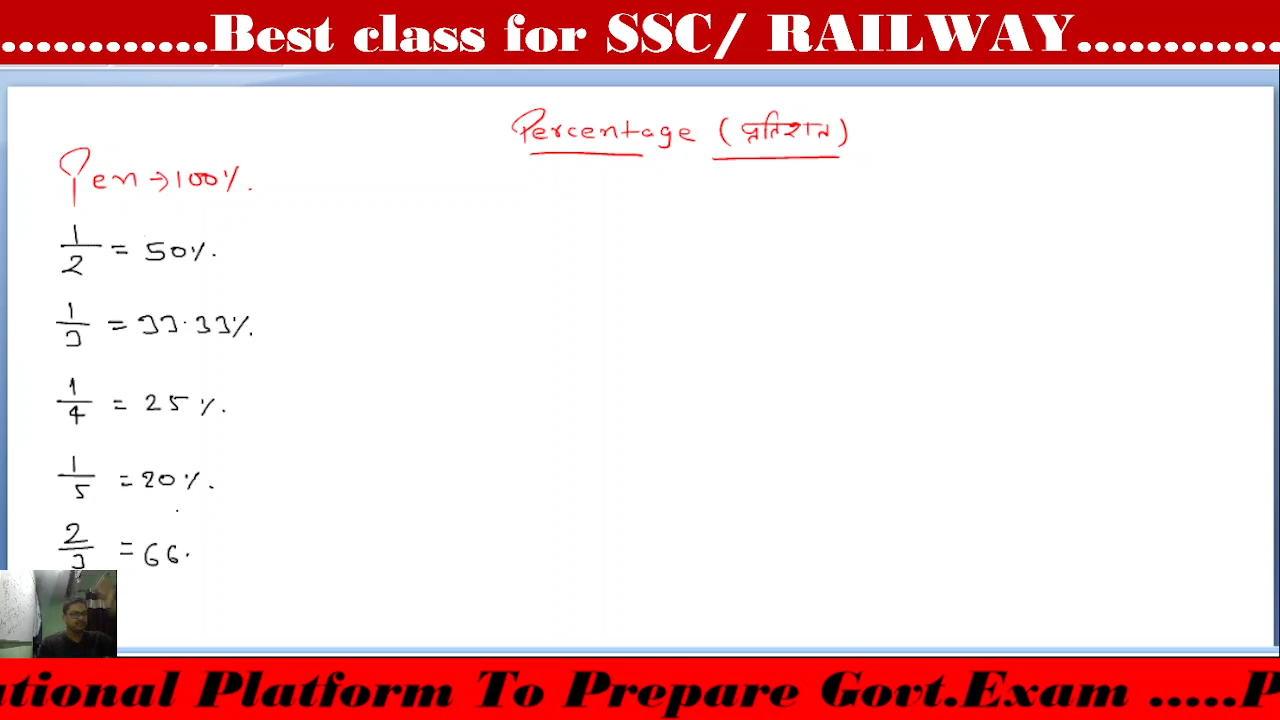 ............Best class for SSC/ RAILWAY.............
Percentage (प्रतिशत)
Pen → 100%.
1/2 = 50%.
1/3 = 33.33%.
1/4 = 25%.
1/5 = 20%.
2/3 = 66.
ational Platform To Prepare Govt.Exam .....P